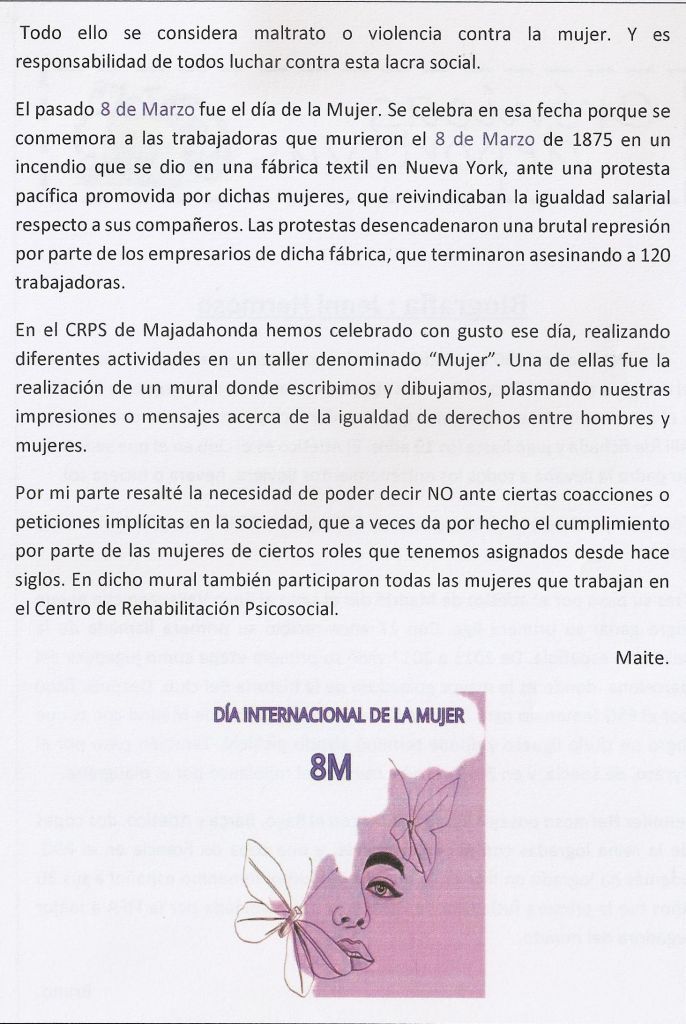 Todo ello se considera maltrato o violencia contra la mujer. Y es
responsabilidad de todos luchar contra esta lacra social.
El pasado 8 de Marzo fue el día de la Mujer. Se celebra en esa fecha porque se
conmemora a las trabajadoras que murieron el 8 de Marzo de 1875 en un
incendio que se dio en una fábrica textil en Nueva York, ante una protesta
pacífica promovida por dichas mujeres, que reivindicaban la igualdad salarial
respecto a sus compañeros. Las protestas desencadenaron una brutal represión
por parte de los empresarios de dicha fábrica, que terminaron asesinando a 120
trabajadoras.
En el CRPS de Majadahonda hemos celebrado con gusto ese día, realizando
diferentes actividades en un taller denominado “Mujer”. Una de ellas fue la
realización de un mural donde escribimos y dibujamos, plasmando nuestras
impresiones o mensajes acerca de la igualdad de derechos entre hombres y
mujeres.
Por mi parte resalté la necesidad de poder decir NO ante ciertas coacciones o
peticiones implícitas en la sociedad, que a veces da por hecho el cumplimiento
por parte de las mujeres de ciertos roles que tenemos asignados desde hace
siglos. En dicho mural también participaron todas las mujeres que trabajan en
el Centro de Rehabilitación Psicosocial.
Maite.
DÍA INTERNACIONAL DE LA MUJER
8M